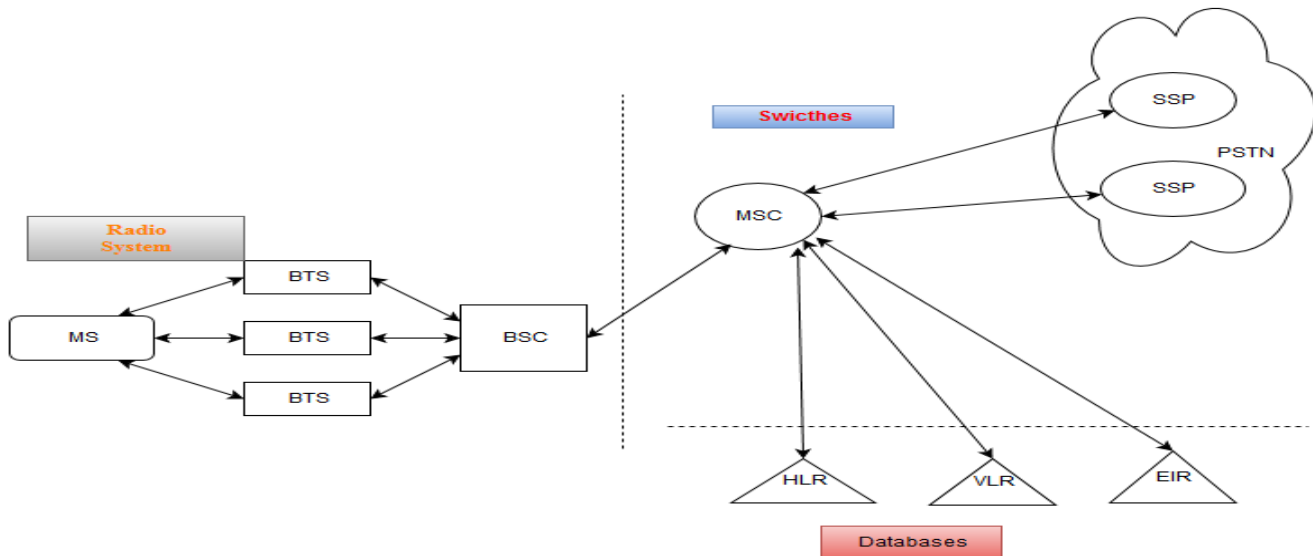 SSP
Swicthes
PSTN
SSP
MSC
Radio
System
BTS
MS
BTS
BSC
BTS
HLR
VLR
EIR
Databases